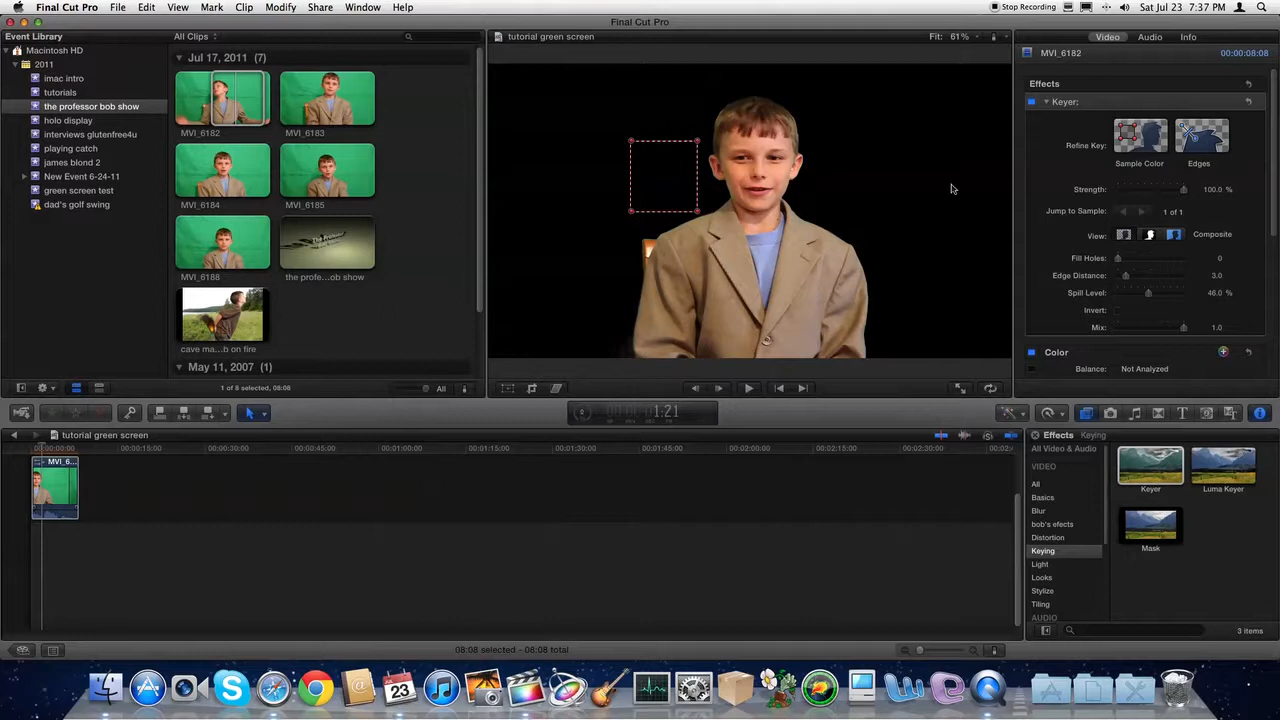 Final Cut Pro File Edit View Mark Clip Modify Share Window Help
Stop Recording Sat Jul 23 7:37 PM
Final Cut Pro
Event Library
Macintosh HD
2011
imac intro
tutorials
the professor bob show
holo display
interviews glutenfree4u
playing catch
james blond 2
New Event 6-24-11
green screen test
dad's golf swing
All Clips
Jul 17, 2011 (7)
MVI_6182 MVI_6183
MVI_6184 MVI_6185
MVI_6188 the profe...ob show
cave ma...b on fire
May 11, 2007 (1)
1 of 8 selected, 08:08 All
tutorial green screen Fit: 61%
1:21
Video Audio Info
MVI_6182 00:00:08:08
Effects
Keyer:
Refine Key:
Sample Color Edges
Strength: 100.0 %
Jump to Sample: 1 of 1
View: Composite
Fill Holes: 0
Edge Distance: 3.0
Spill Level: 46.0 %
Invert:
Mix: 1.0
Color
Balance: Not Analyzed
tutorial green screen
00:00:00:00 00:00:15:00 00:00:30:00 00:00:45:00 00:01:00:00 00:01:15:00 00:01:30:00 00:01:45:00 00:02:00:00 00:02:15:00 00:02:30:00
MVI_6...
08:08 selected - 08:08 total
Effects Keying
All Video & Audio
VIDEO
All
Basics
Blur
bob's efects
Distortion
Keying
Light
Looks
Stylize
Tiling
AUDIO
Keyer Luma Keyer
Mask
3 items
JUL
23